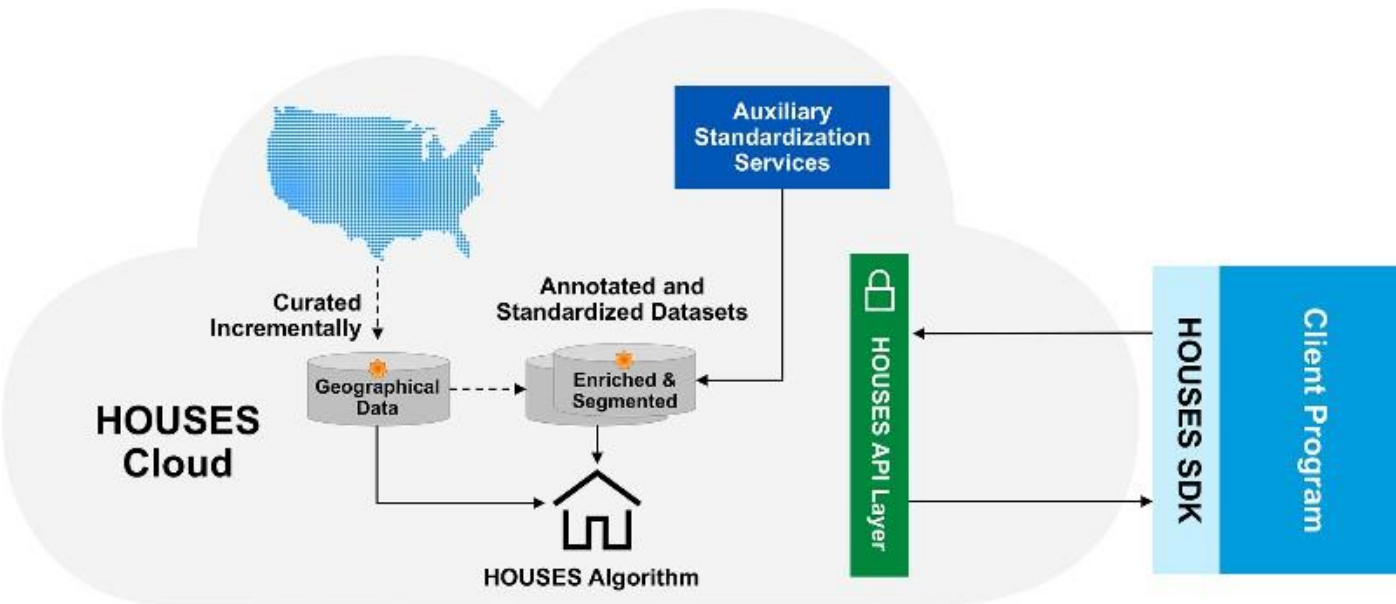 Auxiliary
Standardization
Services
Curated
Incrementally
Annotated and
Standardized Datasets
Geographical
Data
Enriched &
Segmented
HOUSES
Cloud
HOUSES Algorithm
HOUSES API Layer
HOUSES SDK
Client Program